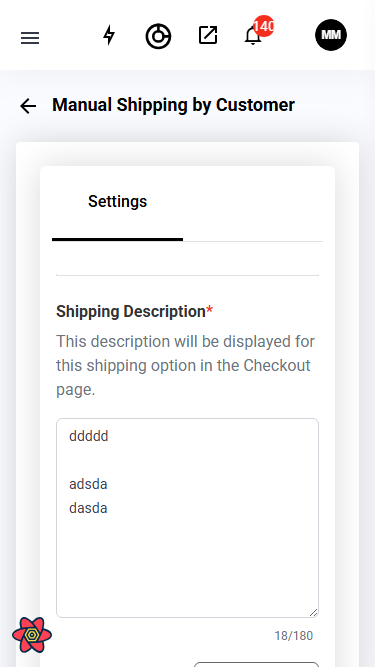 140
MM
Manual Shipping by Customer
Settings
Shipping Description*
This description will be displayed for
this shipping option in the Checkout
page.
ddddd
adsda
dasda
18/180